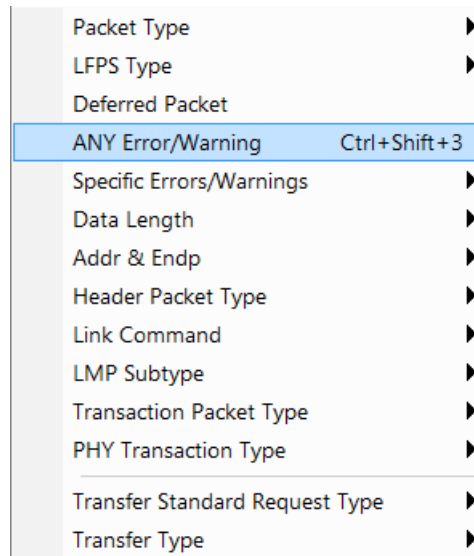 Packet Type
LFPS Type
Deferred Packet
ANY Error/Warning Ctrl+Shift+3
Specific Errors/Warnings
Data Length
Addr & Endp
Header Packet Type
Link Command
LMP Subtype
Transaction Packet Type
PHY Transaction Type
Transfer Standard Request Type
Transfer Type